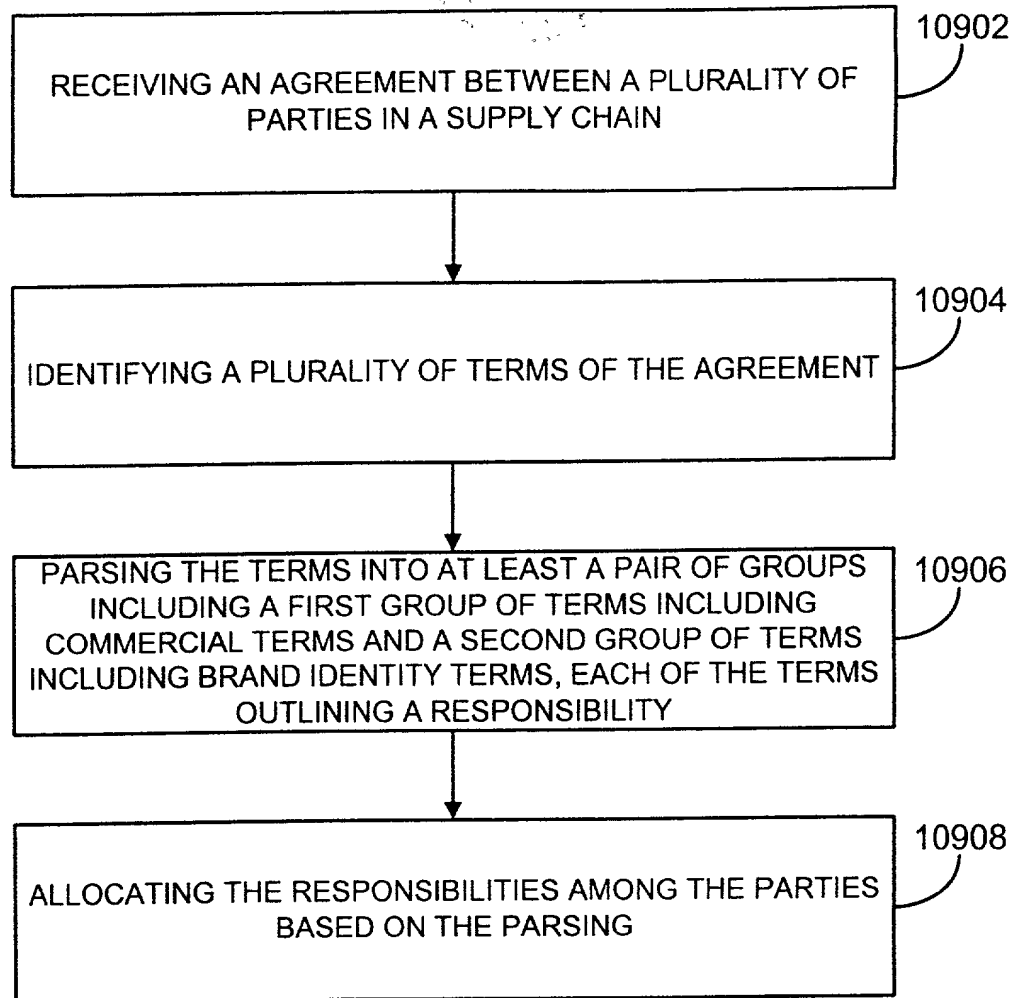 10902
RECEIVING AN AGREEMENT BETWEEN A PLURALITY OF
PARTIES IN A SUPPLY CHAIN
10904
IDENTIFYING A PLURALITY OF TERMS OF THE AGREEMENT
10906
PARSING THE TERMS INTO AT LEAST A PAIR OF GROUPS
INCLUDING A FIRST GROUP OF TERMS INCLUDING
COMMERCIAL TERMS AND A SECOND GROUP OF TERMS
INCLUDING BRAND IDENTITY TERMS, EACH OF THE TERMS
OUTLINING A RESPONSIBILITY
10908
ALLOCATING THE RESPONSIBILITIES AMONG THE PARTIES
BASED ON THE PARSING